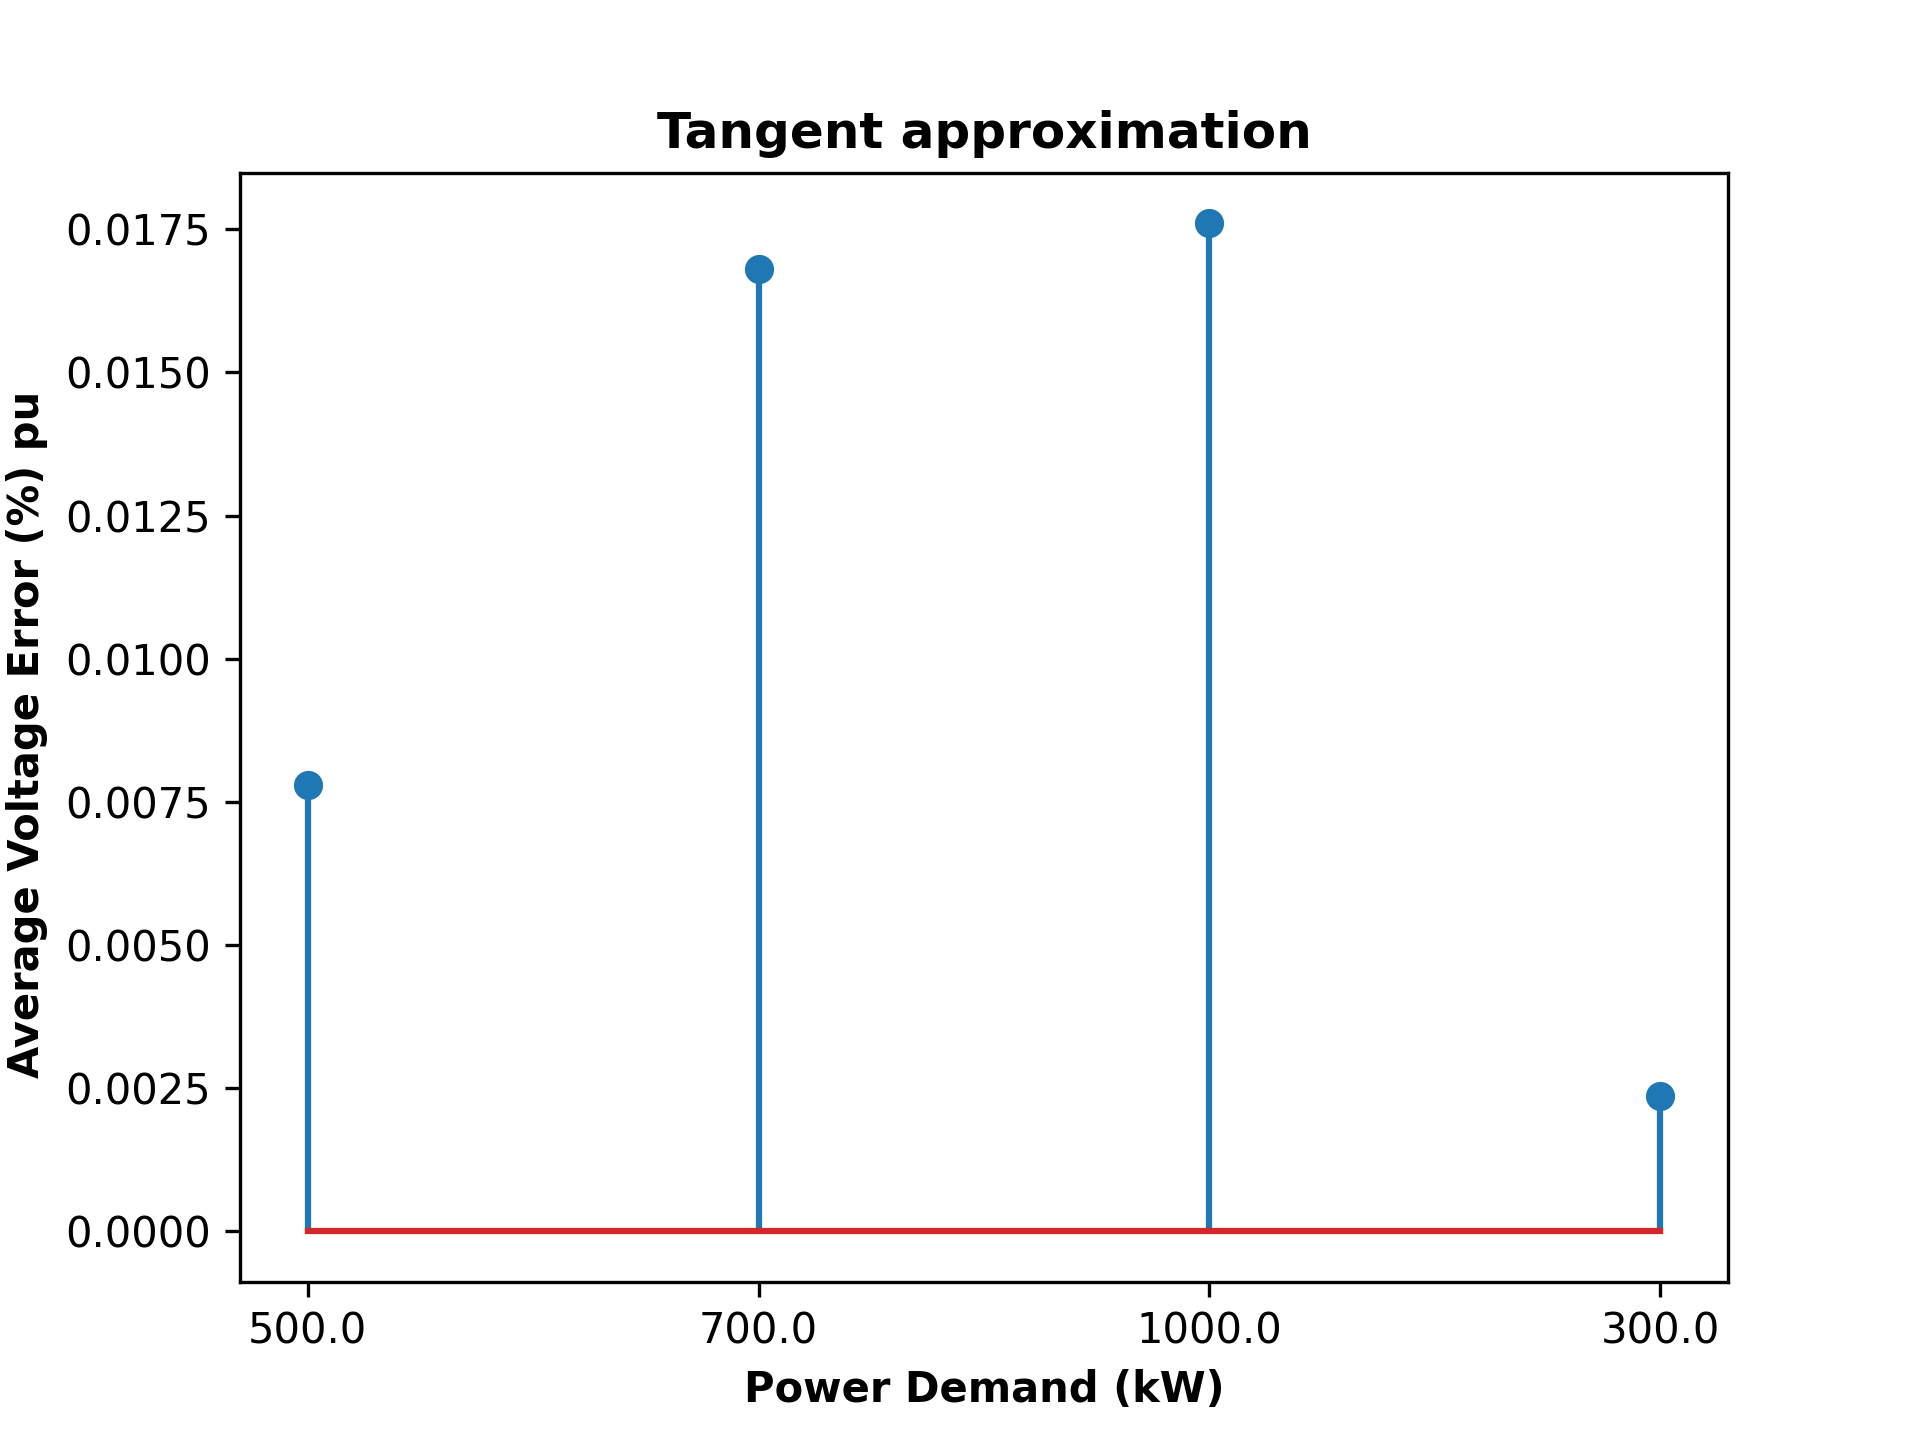 Tangent approximation
Average Voltage Error (%) pu
0.0175
0.0150
0.0125
0.0100
0.0075
0.0050
0.0025
0.0000
500.0 700.0 1000.0 300.0
Power Demand (kW)